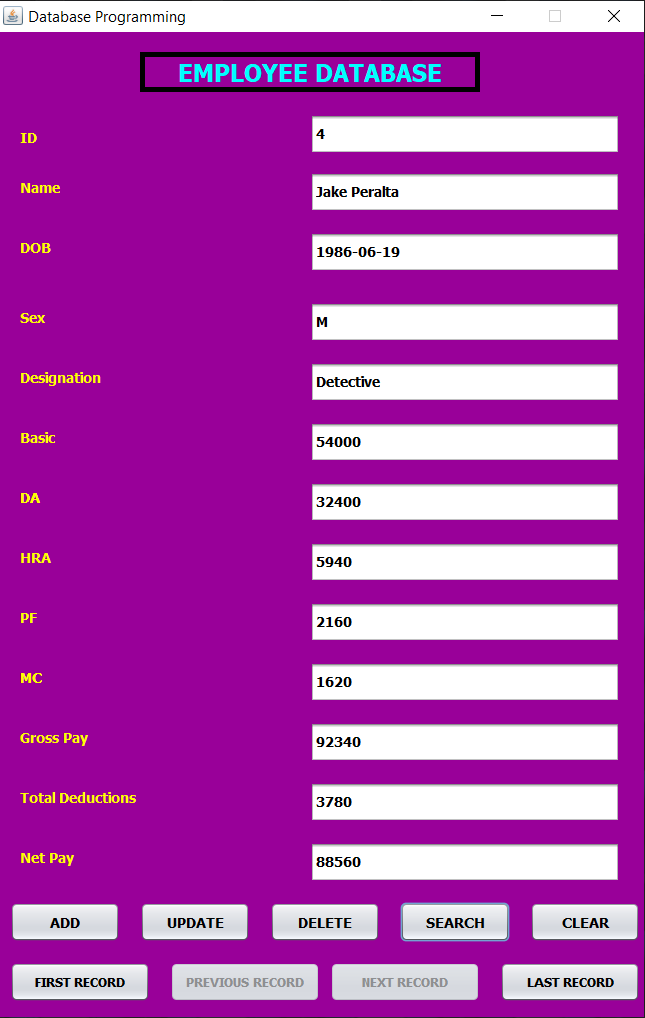 Database Programming
EMPLOYEE DATABASE
ID 4
Name Jake Peralta
DOB 1986-06-19
Sex M
Designation Detective
Basic 54000
DA 32400
HRA 5940
PF 2160
MC 1620
Gross Pay 92340
Total Deductions 3780
Net Pay 88560
ADD UPDATE DELETE SEARCH CLEAR
FIRST RECORD PREVIOUS RECORD NEXT RECORD LAST RECORD